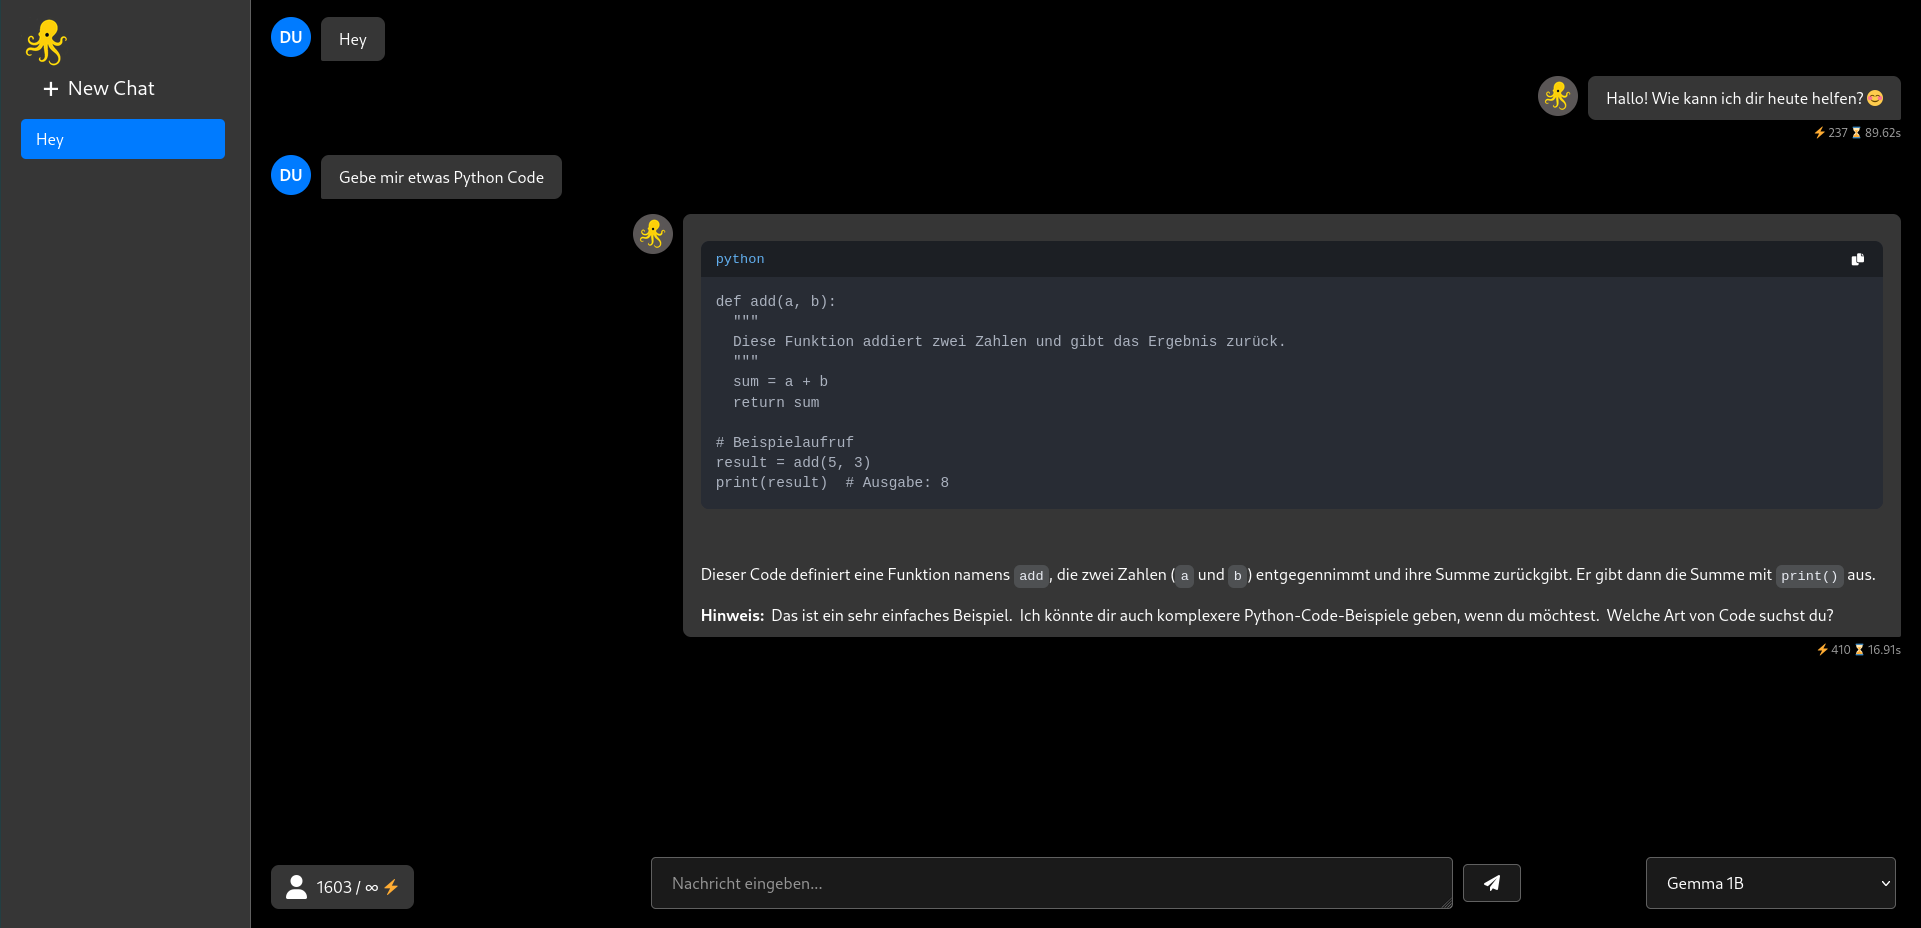 New Chat
Hey
DU
Hey
Hallo! Wie kann ich dir heute helfen? 😊
⚡ 237 ⌛ 89.62s
DU
Gebe mir etwas Python Code
python
def add(a, b):
  """
  Diese Funktion addiert zwei Zahlen und gibt das Ergebnis zurück.
  """
  sum = a + b
  return sum

# Beispielaufruf
result = add(5, 3)
print(result)  # Ausgabe: 8
Dieser Code definiert eine Funktion namens add, die zwei Zahlen (a und b) entgegennimmt und ihre Summe zurückgibt. Er gibt dann die Summe mit print() aus.
Hinweis: Das ist ein sehr einfaches Beispiel. Ich könnte dir auch komplexere Python-Code-Beispiele geben, wenn du möchtest. Welche Art von Code suchst du?
⚡ 410 ⌛ 16.91s
1603 / ∞ ⚡
Nachricht eingeben...
Gemma 1B